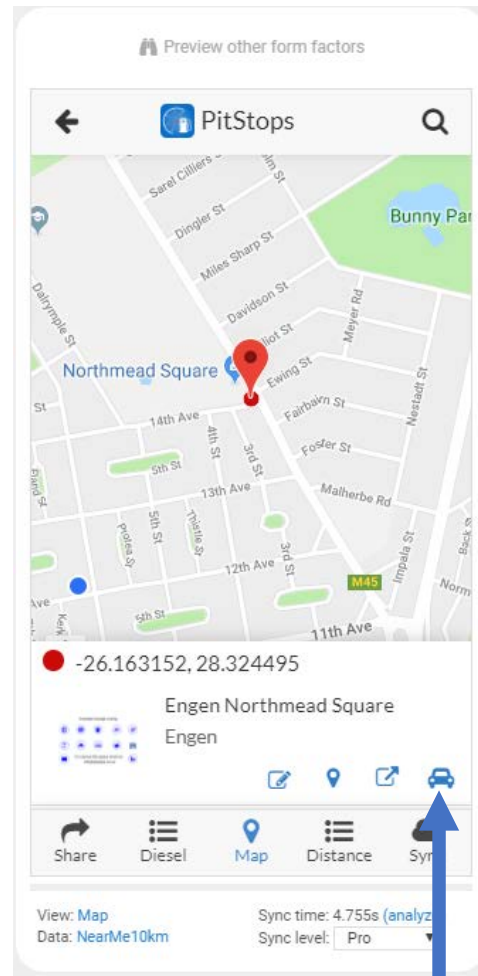 Preview other form factors
PitStops
Sarel Cilliers
Dingler St
Miles Sharp St
Davidson St
Bunny Par
Dalrymple St
Meyer Rd
Northmead Square
Ewing St
Nestadt St
St
14th Ave
4th St
3rd St
Fairbairn St
Foster St
5th St
13th Ave
Malherbe Rd
5th St
Thistle St
Protea St
3rd St
Impala St
12th Ave
M45
Norm
Ave
5th St
11th Ave
-26.163152, 28.324495
Engen Northmead Square
Engen
Share Diesel Map Distance Syn
View: Map Sync time: 4.755s (analyz
Data: NearMe10km Sync level: Pro